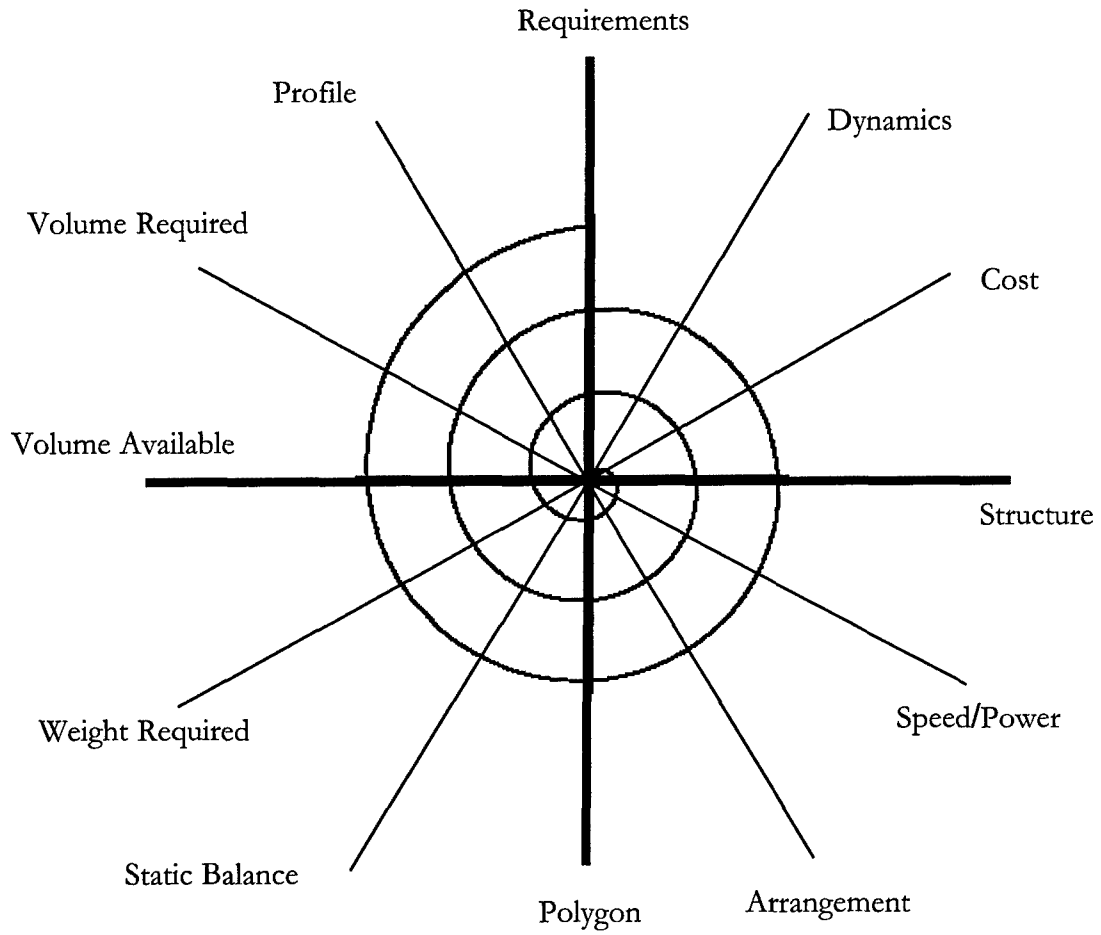 Requirements
Profile
Dynamics
Volume Required
Cost
Volume Available
Structure
Weight Required
Speed/Power
Static Balance
Arrangement
Polygon